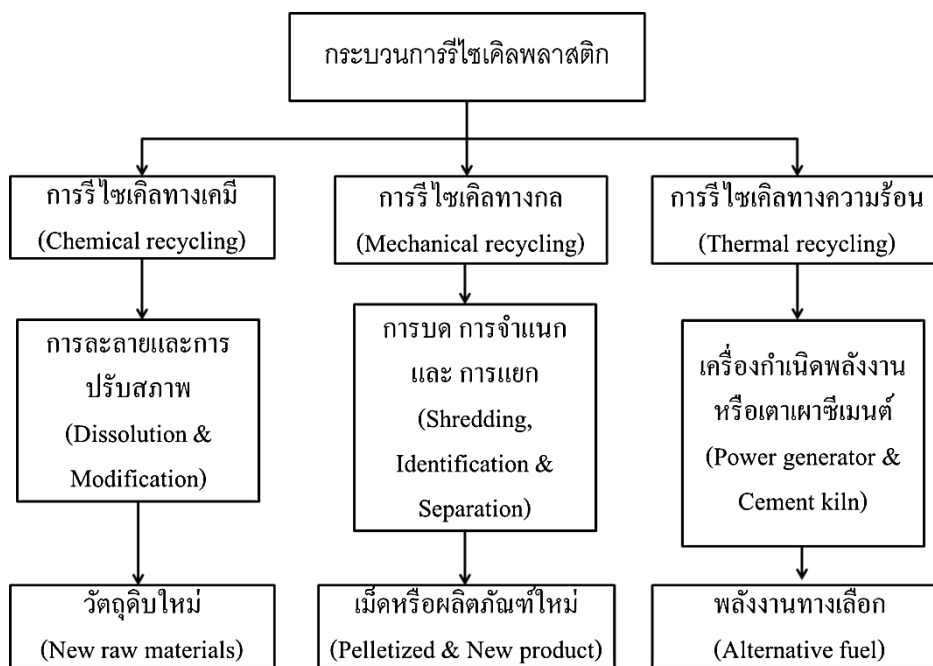 กระบวนการรีไซเคิลพลาสติก
การรีไซเคิลทางเคมี
(Chemical recycling)
การรีไซเคิลทางกล
(Mechanical recycling)
การรีไซเคิลทางความร้อน
(Thermal recycling)
การละลายและการ
ปรับสภาพ
(Dissolution &
Modification)
การบด การจำแนก
และ การแยก
(Shredding,
Identification &
Separation)
เครื่องกำเนิดพลังงาน
หรือเตาเผาซีเมนต์
(Power generator &
Cement kiln)
วัตถุดิบใหม่
(New raw materials)
เม็ดหรือผลิตภัณฑ์ใหม่
(Pelletized & New product)
พลังงานทางเลือก
(Alternative fuel)